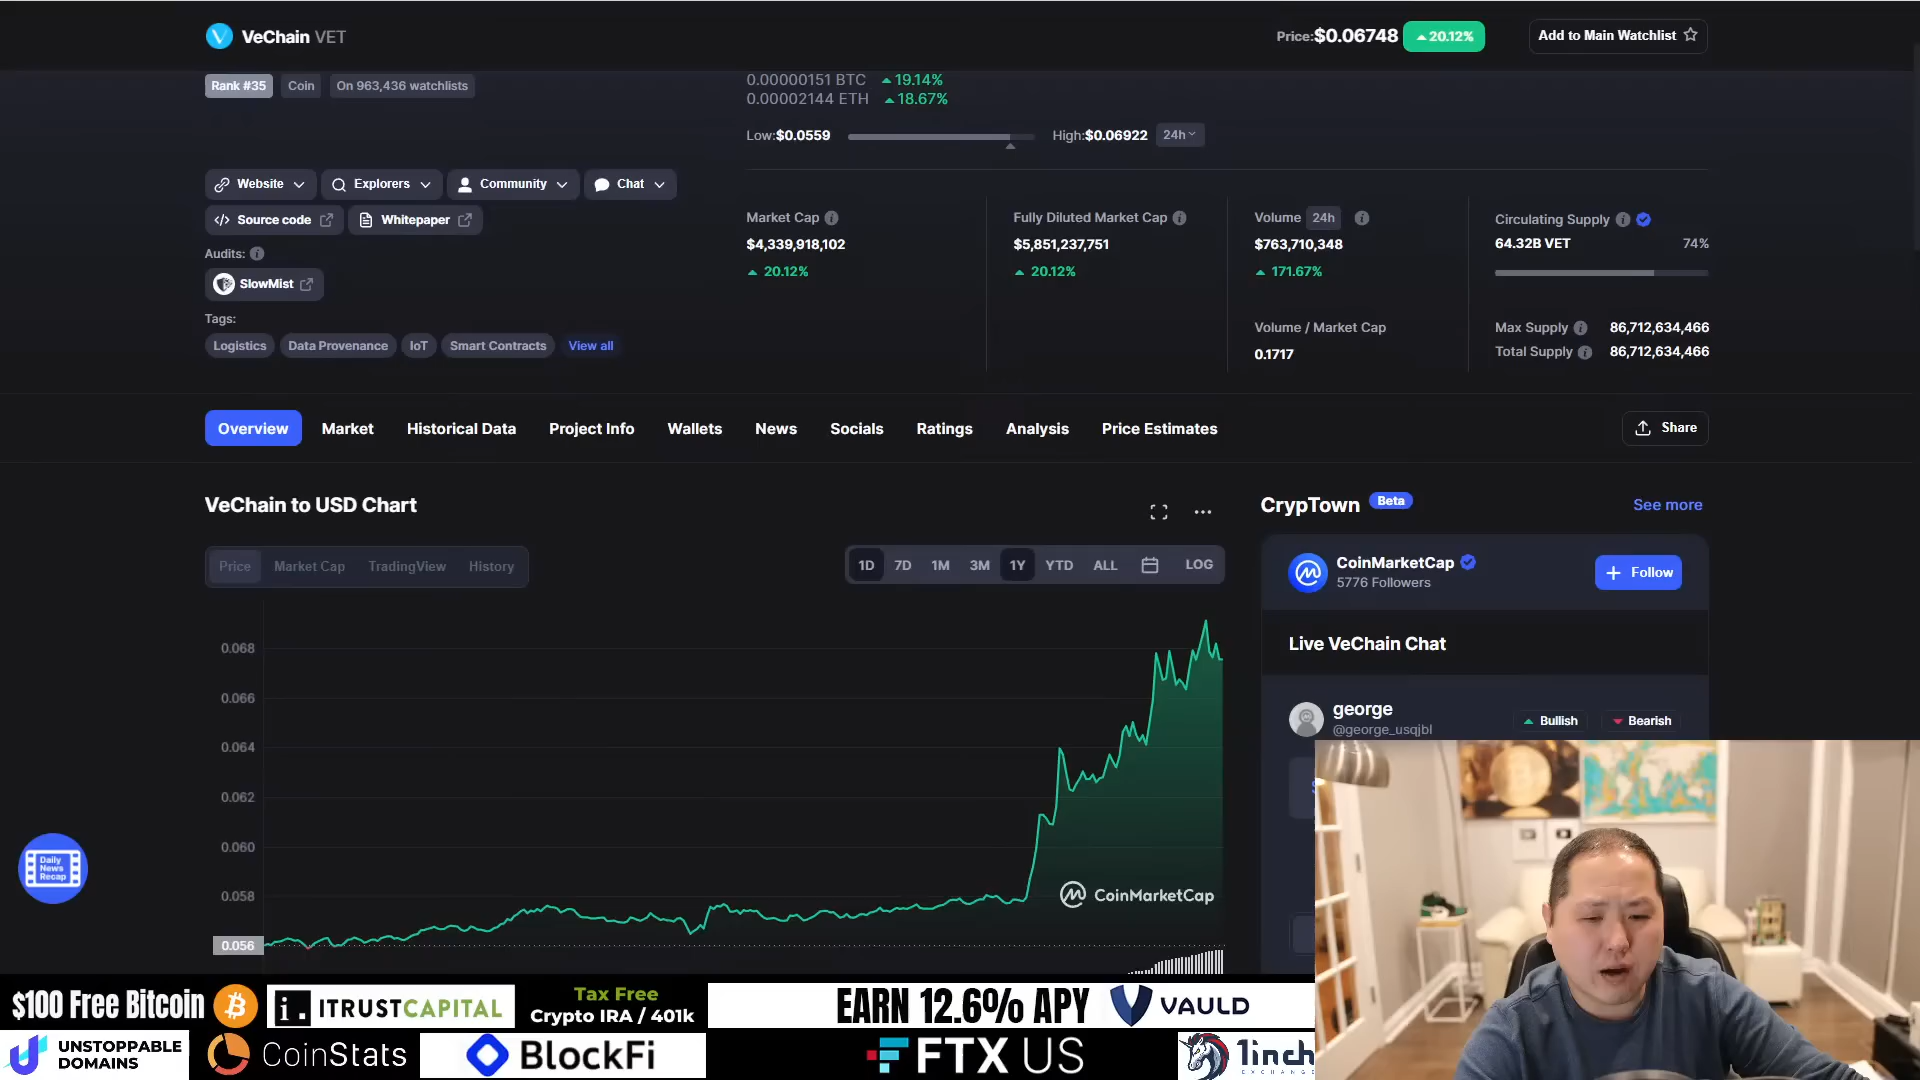 VeChain VET
Price:$0.06748
20.12%
Add to Main Watchlist
Rank #35
Coin
On 963,436 watchlists
0.00000151 BTC
19.14%
0.00002144 ETH
18.67%
Low:$0.0559
High:$0.06922
24h
Website
Explorers
Community
Chat
Source code
Whitepaper
Audits:
SlowMist
Tags:
Logistics
Data Provenance
IoT
Smart Contracts
View all
Market Cap
$4,339,918,102
20.12%
Fully Diluted Market Cap
$5,851,237,751
20.12%
Volume 24h
$763,710,348
171.67%
Volume / Market Cap
0.1717
Circulating Supply
64.32B VET
74%
Max Supply
86,712,634,466
Total Supply
86,712,634,466
Overview
Market
Historical Data
Project Info
Wallets
News
Socials
Ratings
Analysis
Price Estimates
Share
VeChain to USD Chart
Price
Market Cap
TradingView
History
1D
7D
1M
3M
1Y
YTD
ALL
LOG
0.068
0.066
0.064
0.062
0.060
0.058
0.056
CoinMarketCap
CrypTown Beta
See more
CoinMarketCap
5776 Followers
+ Follow
Live VeChain Chat
george
@george_usqjbl
Bullish
Bearish
Daily
News
Recap
$100 Free Bitcoin
i. ITRUSTCAPITAL
Tax Free
Crypto IRA / 401k
EARN 12.6% APY
VAULD
UNSTOPPABLE
DOMAINS
CoinStats
BlockFi
FTX US
1inch
EXCHANGE